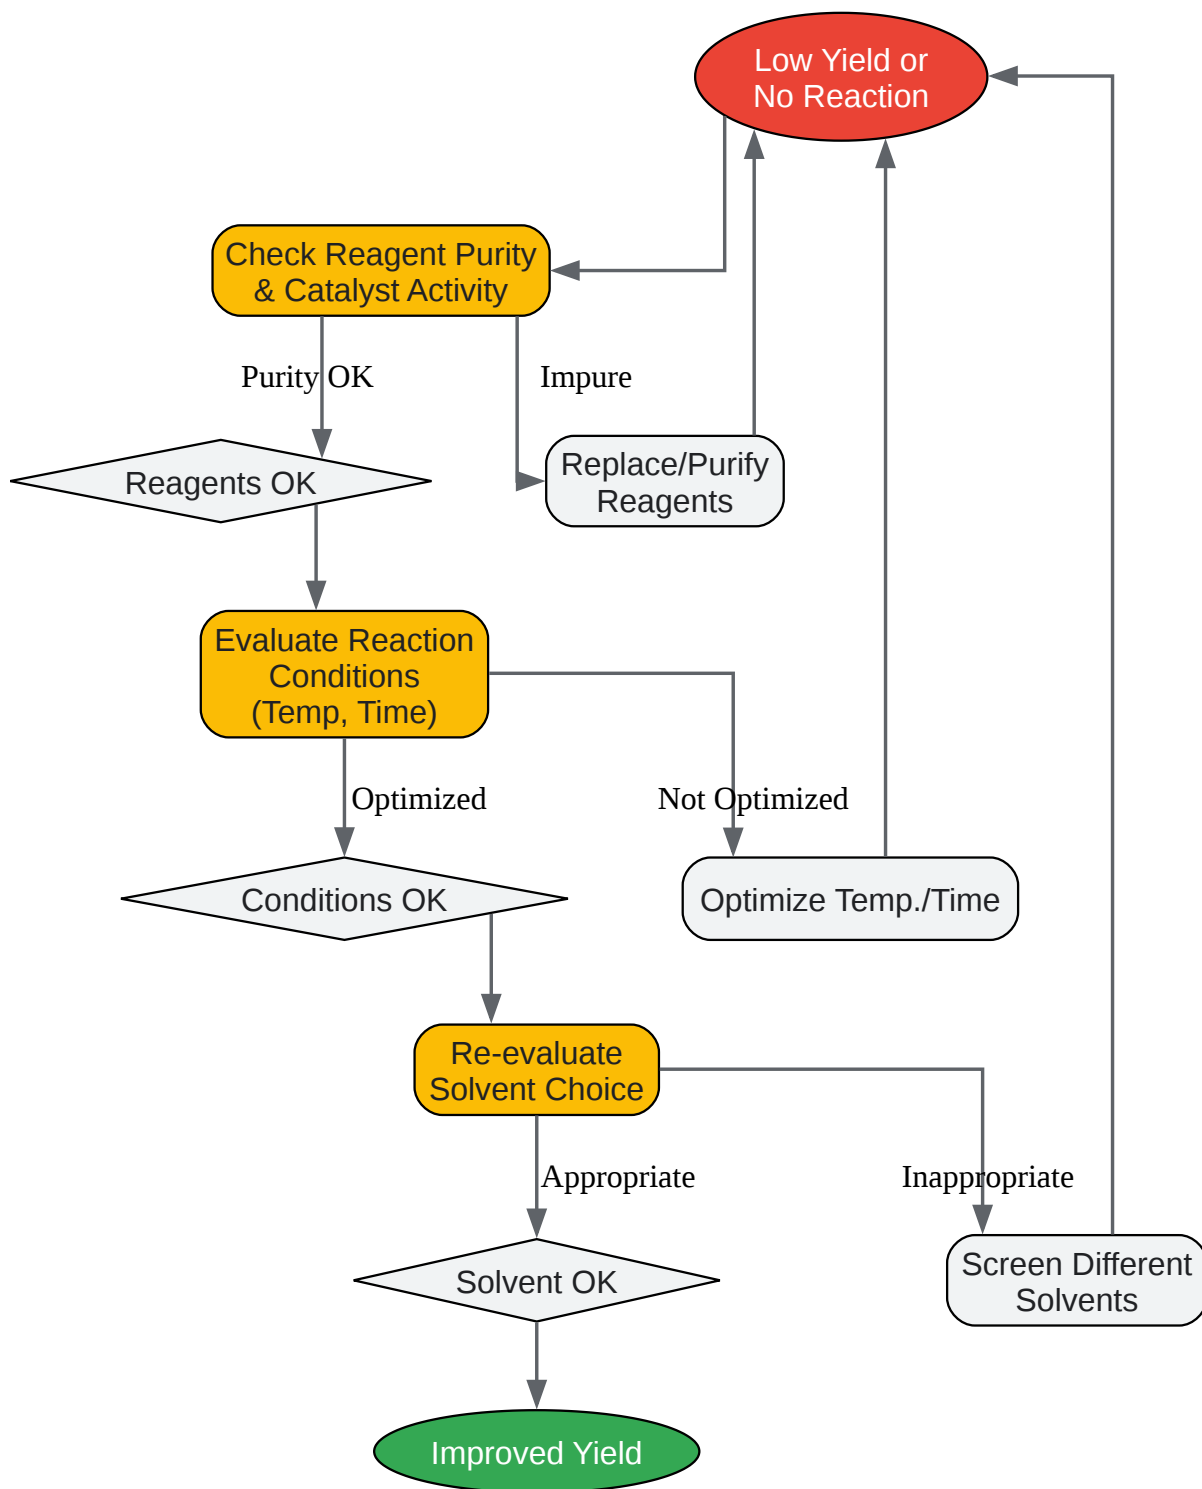 Low Yield or
No Reaction
Check Reagent Purity
& Catalyst Activity
Purity OK
Impure
Reagents OK
Replace/Purify
Reagents
Evaluate Reaction
Conditions
(Temp, Time)
Optimized
Not Optimized
Conditions OK
Optimize Temp./Time
Re-evaluate
Solvent Choice
Appropriate
Inappropriate
Solvent OK
Screen Different
Solvents
Improved Yield